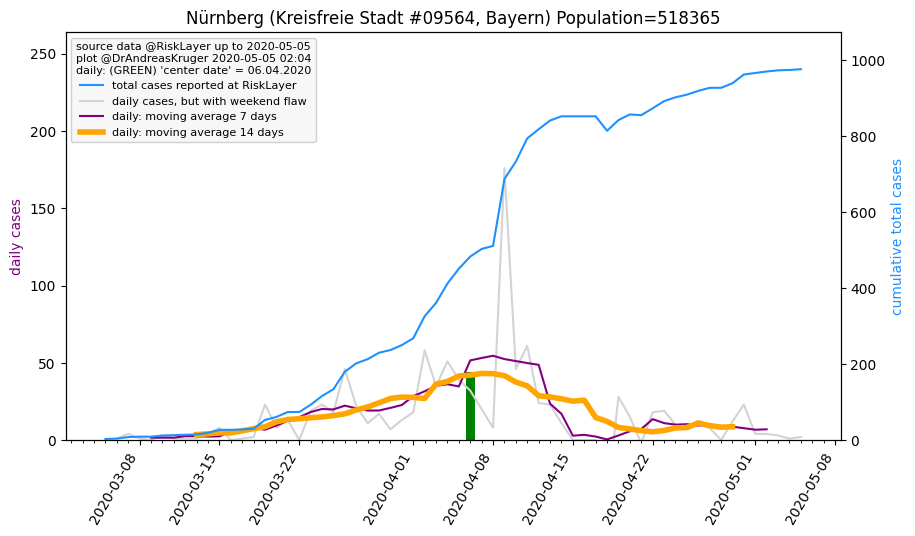 Nürnberg (Kreisfreie Stadt #09564, Bayern) Population=518365
source data @RiskLayer up to 2020-05-05
plot @DrAndreasKruger 2020-05-05 02:04
daily: (GREEN) 'center date' = 06.04.2020
total cases reported at RiskLayer
daily cases, but with weekend flaw
daily: moving average 7 days
daily: moving average 14 days
daily cases
250
200
150
100
50
0
cumulative total cases
1000
800
600
400
200
0
2020-03-08
2020-03-15
2020-03-22
2020-04-01
2020-04-08
2020-04-15
2020-04-22
2020-05-01
2020-05-08